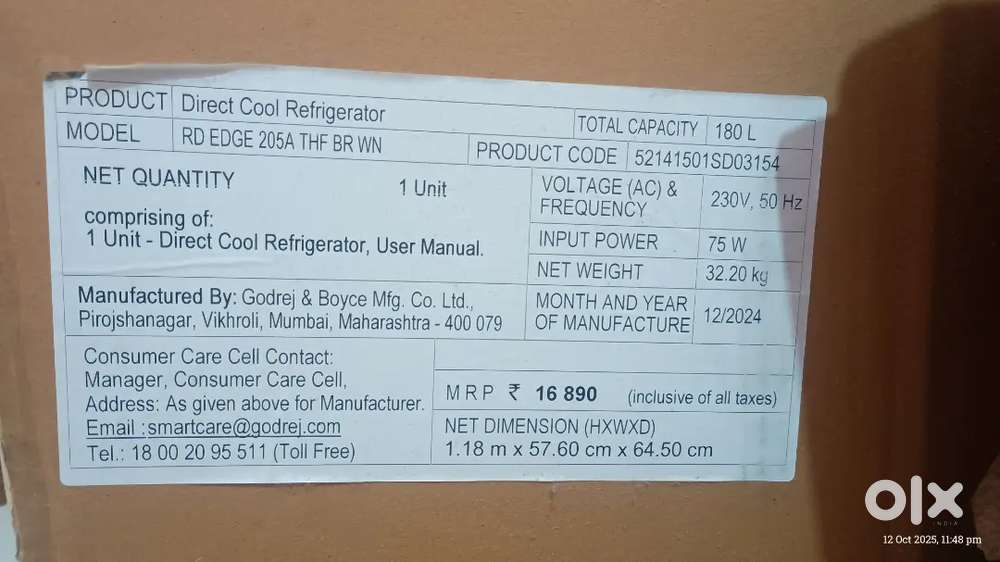 PRODUCT Direct Cool Refrigerator
TOTAL CAPACITY 180 L
MODEL RD EDGE 205A THF BR WN
PRODUCT CODE 52141501SD03154
NET QUANTITY 1 Unit
comprising of:
1 Unit - Direct Cool Refrigerator, User Manual.
VOLTAGE (AC) &
FREQUENCY 230V, 50 Hz
INPUT POWER 75 W
NET WEIGHT 32.20 kg
Manufactured By: Godrej & Boyce Mfg. Co. Ltd.,
Pirojshanagar, Vikhroli, Mumbai, Maharashtra - 400 079
MONTH AND YEAR
OF MANUFACTURE 12/2024
Consumer Care Cell Contact:
Manager, Consumer Care Cell,
Address: As given above for Manufacturer.
Email :smartcare@godrej.com
Tel.: 18 00 20 95 511 (Toll Free)
MRP ₹ 16 890 (inclusive of all taxes)
NET DIMENSION (HXWXD)
1.18 m x 57.60 cm x 64.50 cm
olx
INDIA
12 Oct 2025, 11:48 pm